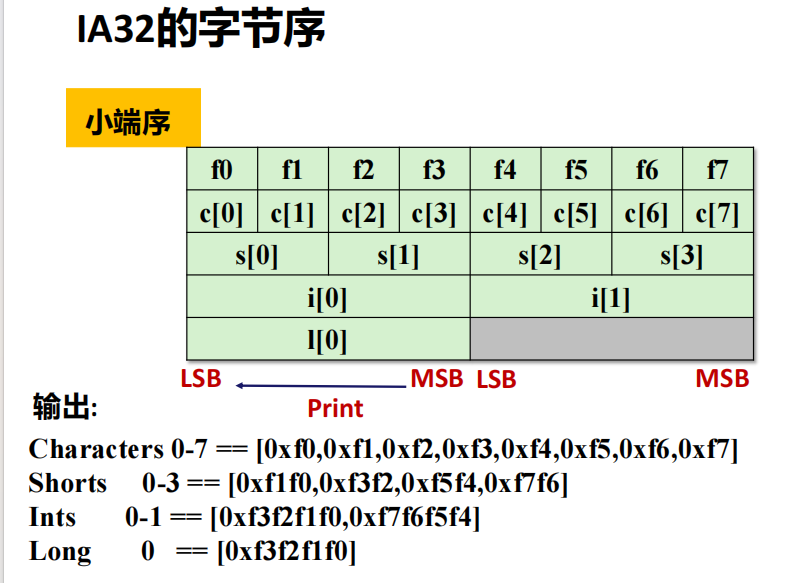 IA32的字节序
小端序
f0 f1 f2 f3 f4 f5 f6 f7
c[0] c[1] c[2] c[3] c[4] c[5] c[6] c[7]
s[0] s[1] s[2] s[3]
i[0] i[1]
l[0]
LSB MSB LSB MSB
Print
输出:
Characters 0-7 == [0xf0,0xf1,0xf2,0xf3,0xf4,0xf5,0xf6,0xf7]
Shorts 0-3 == [0xf1f0,0xf3f2,0xf5f4,0xf7f6]
Ints 0-1 == [0xf3f2f1f0,0xf7f6f5f4]
Long 0 == [0xf3f2f1f0]